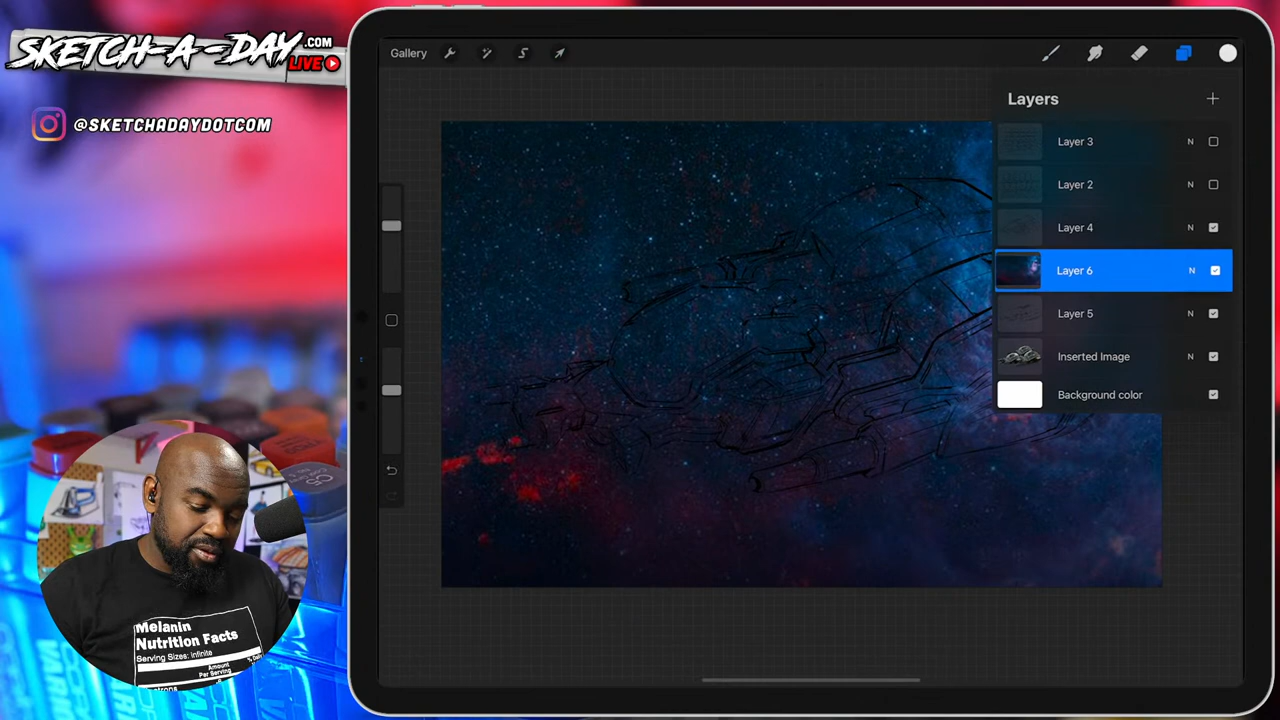 SKETCH-A-DAY.COM
LIVE
@SKETCHADAYDOTCOM
Gallery
Layers
Layer 3 N
Layer 2 N
Layer 4 N
Layer 6 N
Layer 5 N
Inserted Image N
Background color
Melanin
Nutrition Facts
Serving Sizes: Infinite
Amount
Per Serving